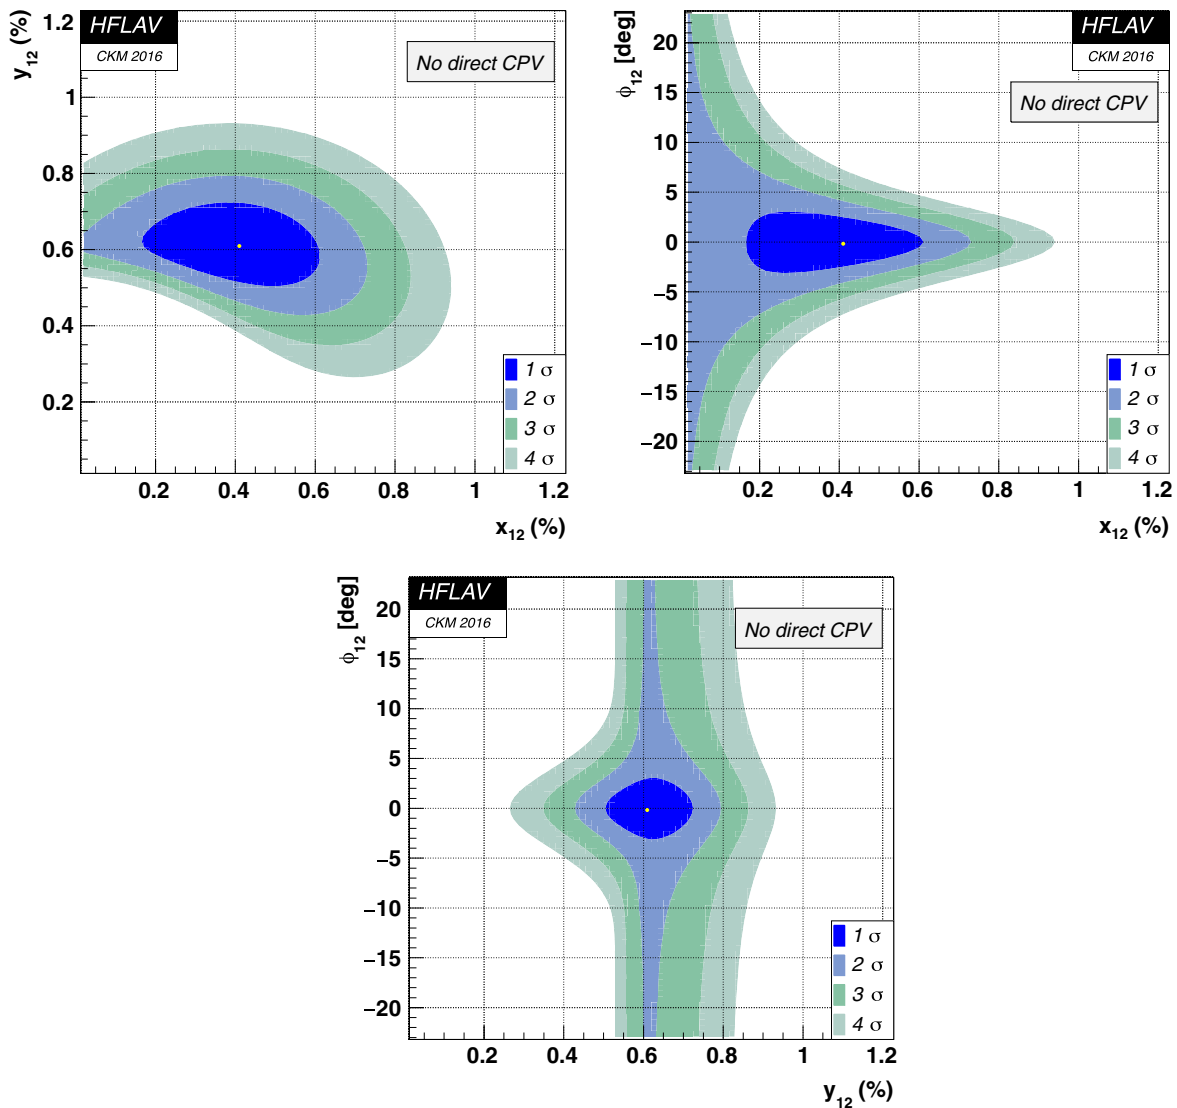 y12 (%)
1.2
1
0.8
0.6
0.4
0.2
HFLAV
CKM 2016
No direct CPV
1 σ
2 σ
3 σ
4 σ
0.2 0.4 0.6 0.8 1 1.2
x12 (%)
ϕ12 [deg]
20
15
10
5
0
−5
−10
−15
−20
HFLAV
CKM 2016
No direct CPV
1 σ
2 σ
3 σ
4 σ
0.2 0.4 0.6 0.8 1 1.2
x12 (%)
ϕ12 [deg]
20
15
10
5
0
−5
−10
−15
−20
HFLAV
CKM 2016
No direct CPV
1 σ
2 σ
3 σ
4 σ
0.2 0.4 0.6 0.8 1 1.2
y12 (%)